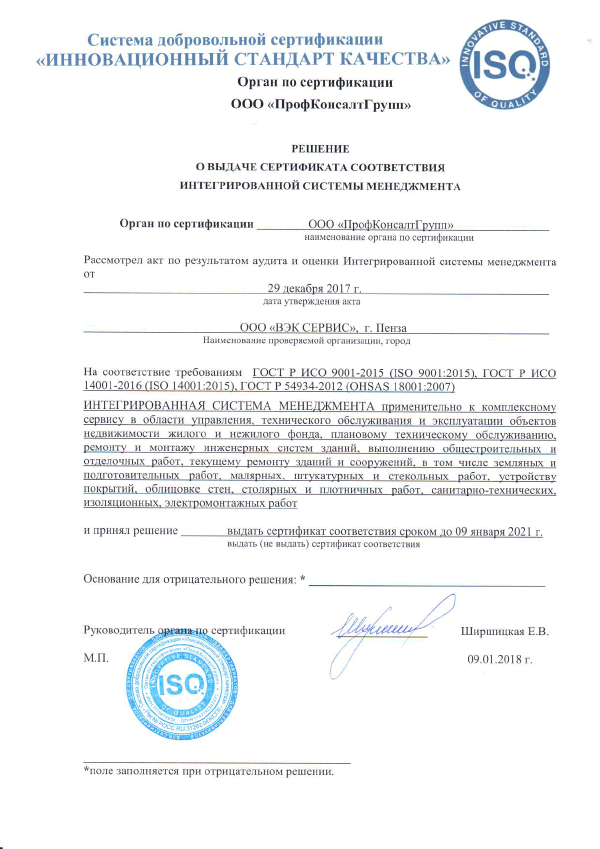 Система добровольной сертификации
«ИННОВАЦИОННЫЙ СТАНДАРТ КАЧЕСТВА»
INNOVATIVE STANDARD
ISQ
OF QUALITY
Орган по сертификации
ООО «ПрофКонсалтГрупп»
РЕШЕНИЕ
О ВЫДАЧЕ СЕРТИФИКАТА СООТВЕТСТВИЯ
ИНТЕГРИРОВАННОЙ СИСТЕМЫ МЕНЕДЖМЕНТА
Орган по сертификации ООО «ПрофКонсалтГрупп»
наименование органа по сертификации
Рассмотрел акт по результатом аудита и оценки Интегрированной системы менеджмента
от
29 декабря 2017 г.
дата утверждения акта
ООО «ВЭК СЕРВИС», г. Пенза
Наименование проверяемой организации, город
На соответствие требованиям ГОСТ Р ИСО 9001-2015 (ISO 9001:2015), ГОСТ Р ИСО
14001-2016 (ISO 14001:2015), ГОСТ Р 54934-2012 (OHSAS 18001:2007)
ИНТЕГРИРОВАННАЯ СИСТЕМА МЕНЕДЖМЕНТА применительно к комплексному
сервису в области управления, технического обслуживания и эксплуатации объектов
недвижимости жилого и нежилого фонда, плановому техническому обслуживанию,
ремонту и монтажу инженерных систем зданий, выполнению общестроительных и
отделочных работ, текущему ремонту зданий и сооружений, в том числе земляных и
подготовительных работ, малярных, штукатурных и стекольных работ, устройству
покрытий, облицовке стен, столярных и плотничных работ, санитарно-технических,
изоляционных, электромонтажных работ
и принял решение выдать сертификат соответствия сроком до 09 января 2021 г.
выдать (не выдать) сертификат соответствия
Основание для отрицательного решения: *
Руководитель органа по сертификации Ширшицкая Е.В.
М.П. 09.01.2018 г.
INNOVATIVE STANDARD
ISQ
OF QUALITY
*поле заполняется при отрицательном решении.